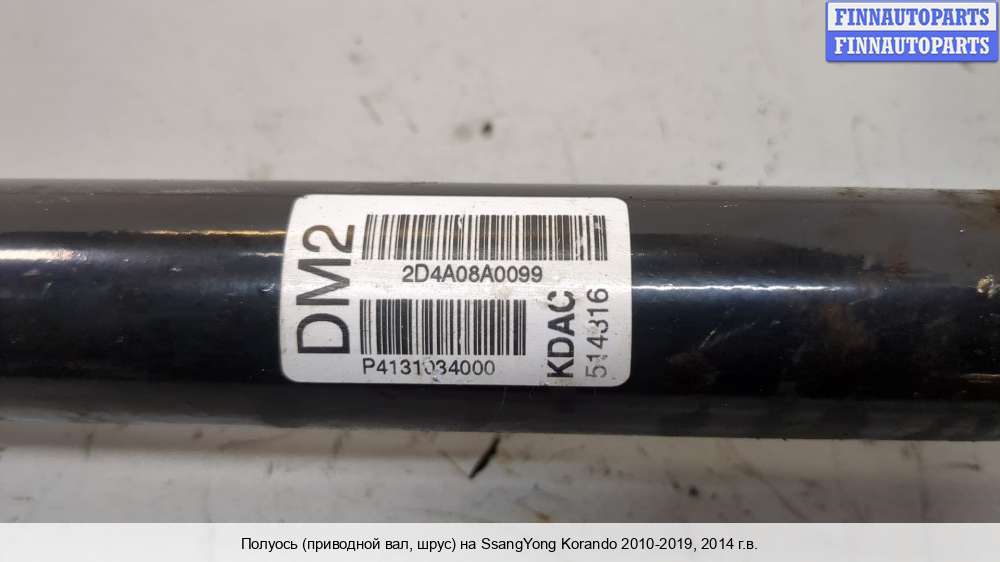 FINNAUTOPARTS
FINNAUTOPARTS
DM2
2D4A08A0099
P4131034000
KDAC
514316
Полуось (приводной вал, шрус) на SsangYong Korando 2010-2019, 2014 г.в.